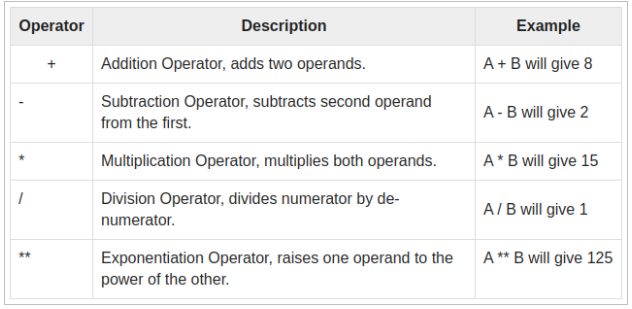 Operator Description Example
+ Addition Operator, adds two operands. A + B will give 8
- Subtraction Operator, subtracts second operand
from the first. A - B will give 2
* Multiplication Operator, multiplies both operands. A * B will give 15
/ Division Operator, divides numerator by de-
numerator. A / B will give 1
** Exponentiation Operator, raises one operand to the A ** B will give 125
power of the other.